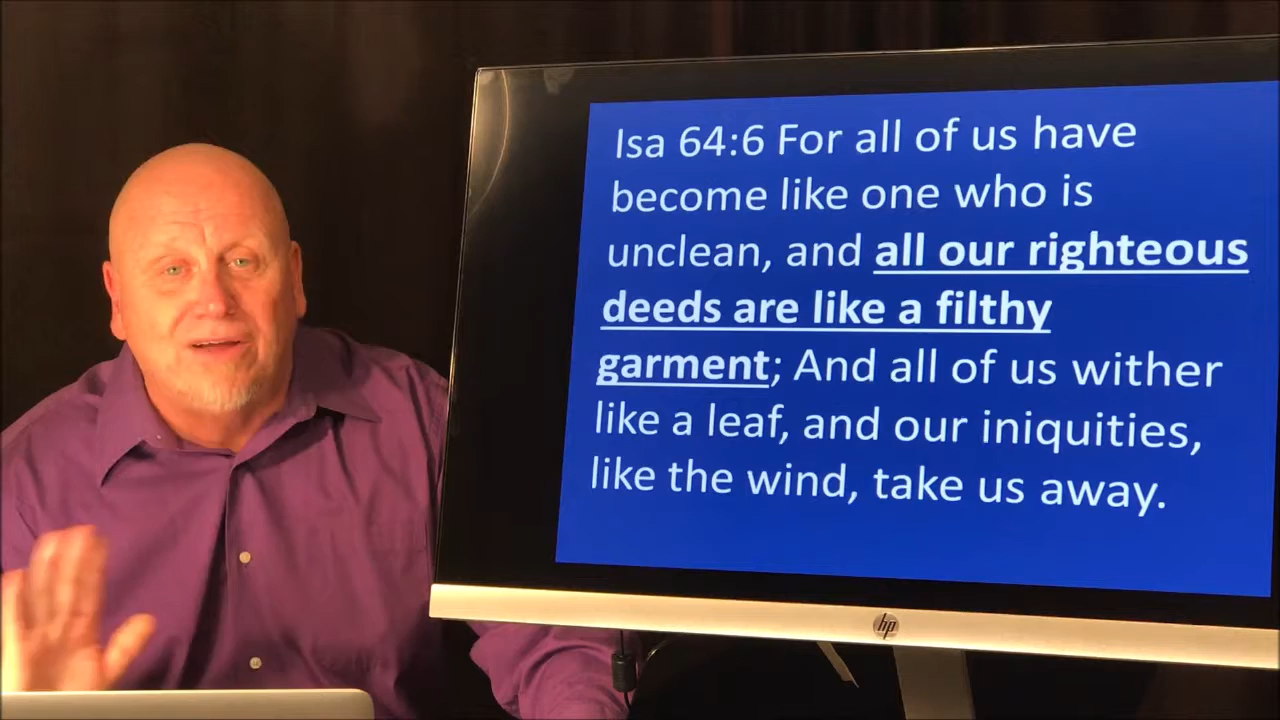 Isa 64:6 For all of us have
become like one who is
unclean, and all our righteous
deeds are like a filthy
garment; And all of us wither
like a leaf, and our iniquities,
like the wind, take us away.
hp